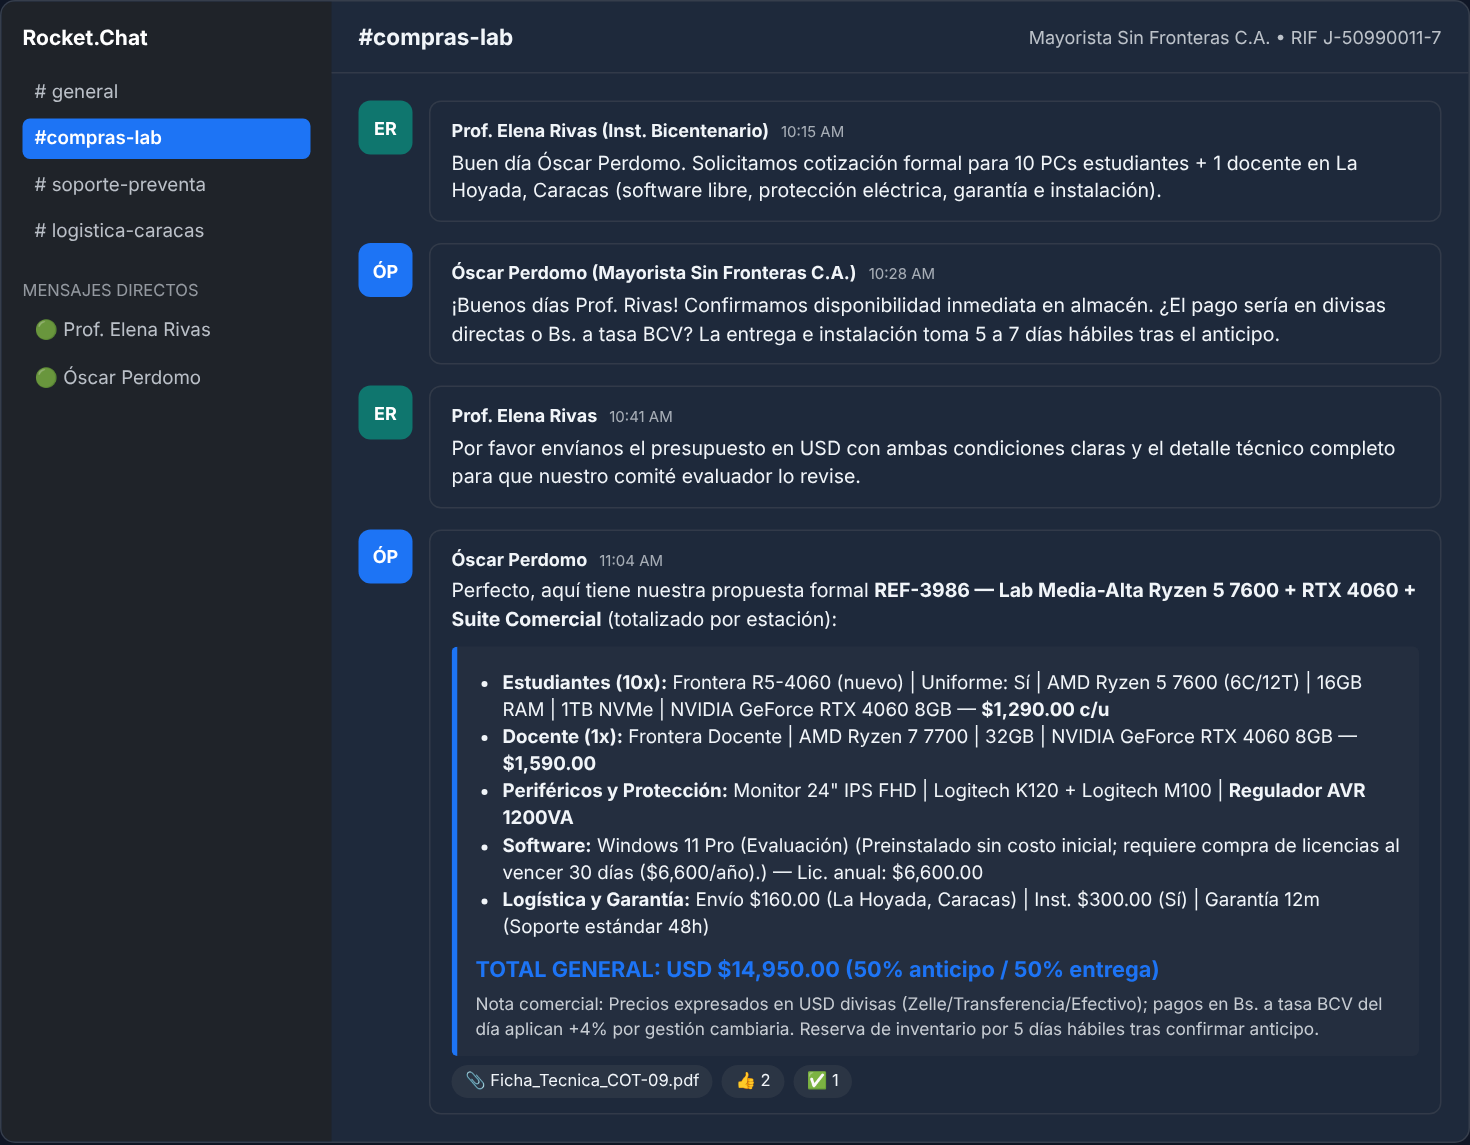 Rocket.Chat
# general
#compras-lab
# soporte-preventa
# logistica-caracas
MENSAJES DIRECTOS
Prof. Elena Rivas
Óscar Perdomo
#compras-lab
Mayorista Sin Fronteras C.A. • RIF J-50990011-7
ER
Prof. Elena Rivas (Inst. Bicentenario) 10:15 AM
Buen día Óscar Perdomo. Solicitamos cotización formal para 10 PCs estudiantes + 1 docente en La
Hoyada, Caracas (software libre, protección eléctrica, garantía e instalación).
ÓP
Óscar Perdomo (Mayorista Sin Fronteras C.A.) 10:28 AM
¡Buenos días Prof. Rivas! Confirmamos disponibilidad inmediata en almacén. ¿El pago sería en divisas
directas o Bs. a tasa BCV? La entrega e instalación toma 5 a 7 días hábiles tras el anticipo.
ER
Prof. Elena Rivas 10:41 AM
Por favor envíanos el presupuesto en USD con ambas condiciones claras y el detalle técnico completo
para que nuestro comité evaluador lo revise.
ÓP
Óscar Perdomo 11:04 AM
Perfecto, aquí tiene nuestra propuesta formal REF-3986 — Lab Media-Alta Ryzen 5 7600 + RTX 4060 +
Suite Comercial (totalizado por estación):
• Estudiantes (10x): Frontera R5-4060 (nuevo) | Uniforme: Sí | AMD Ryzen 5 7600 (6C/12T) | 16GB
RAM | 1TB NVMe | NVIDIA GeForce RTX 4060 8GB — $1,290.00 c/u
• Docente (1x): Frontera Docente | AMD Ryzen 7 7700 | 32GB | NVIDIA GeForce RTX 4060 8GB —
$1,590.00
• Periféricos y Protección: Monitor 24" IPS FHD | Logitech K120 + Logitech M100 | Regulador AVR
1200VA
• Software: Windows 11 Pro (Evaluación) (Preinstalado sin costo inicial; requiere compra de licencias al
vencer 30 días ($6,600/año).) — Lic. anual: $6,600.00
• Logística y Garantía: Envío $160.00 (La Hoyada, Caracas) | Inst. $300.00 (Sí) | Garantía 12m
(Soporte estándar 48h)
TOTAL GENERAL: USD $14,950.00 (50% anticipo / 50% entrega)
Nota comercial: Precios expresados en USD divisas (Zelle/Transferencia/Efectivo); pagos en Bs. a tasa BCV del
día aplican +4% por gestión cambiaria. Reserva de inventario por 5 días hábiles tras confirmar anticipo.
📎 Ficha_Tecnica_COT-09.pdf 👍 2 ✅ 1